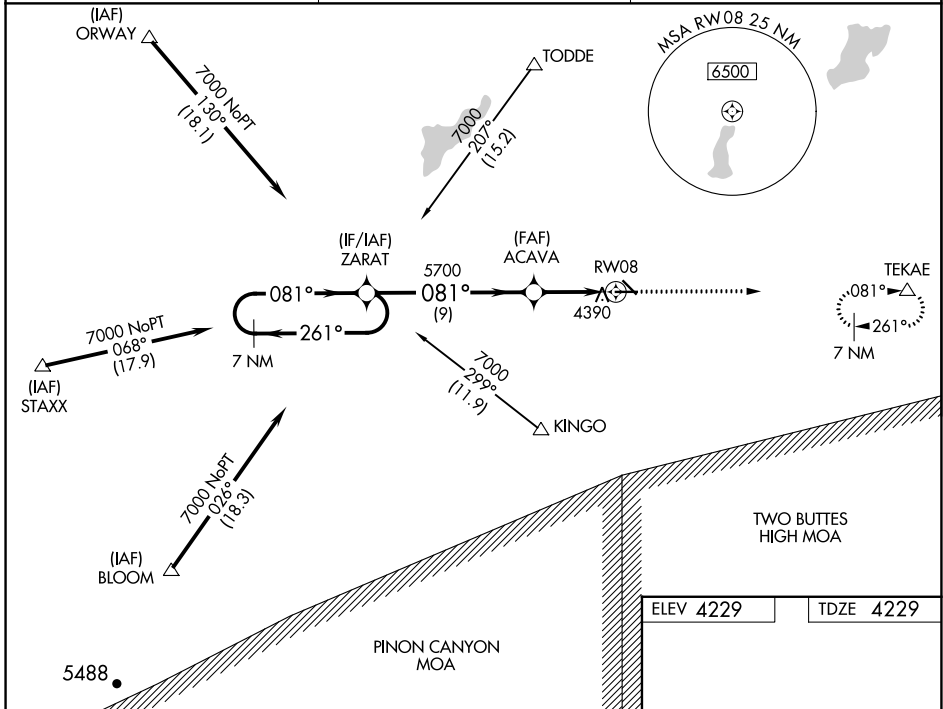 (IAF)
ORWAY
7000 NoPT
130°
(18.1)
TODDE
7000
207°
(15.2)
MSA RW08 25 NM
6500
(IF/IAF)
ZARAT
5700
081°
(9)
(FAF)
ACAVA
RW08
4390
081°
261°
7 NM
TEKAE
081°
261°
7 NM
7000 NoPT
068°
(17.9)
(IAF)
STAXX
7000
299°
(11.9)
KINGO
7000 NoPT
026°
(18.3)
(IAF)
BLOOM
TWO BUTTES
HIGH MOA
PINON CANYON
MOA
5488
ELEV 4229
TDZE 4229